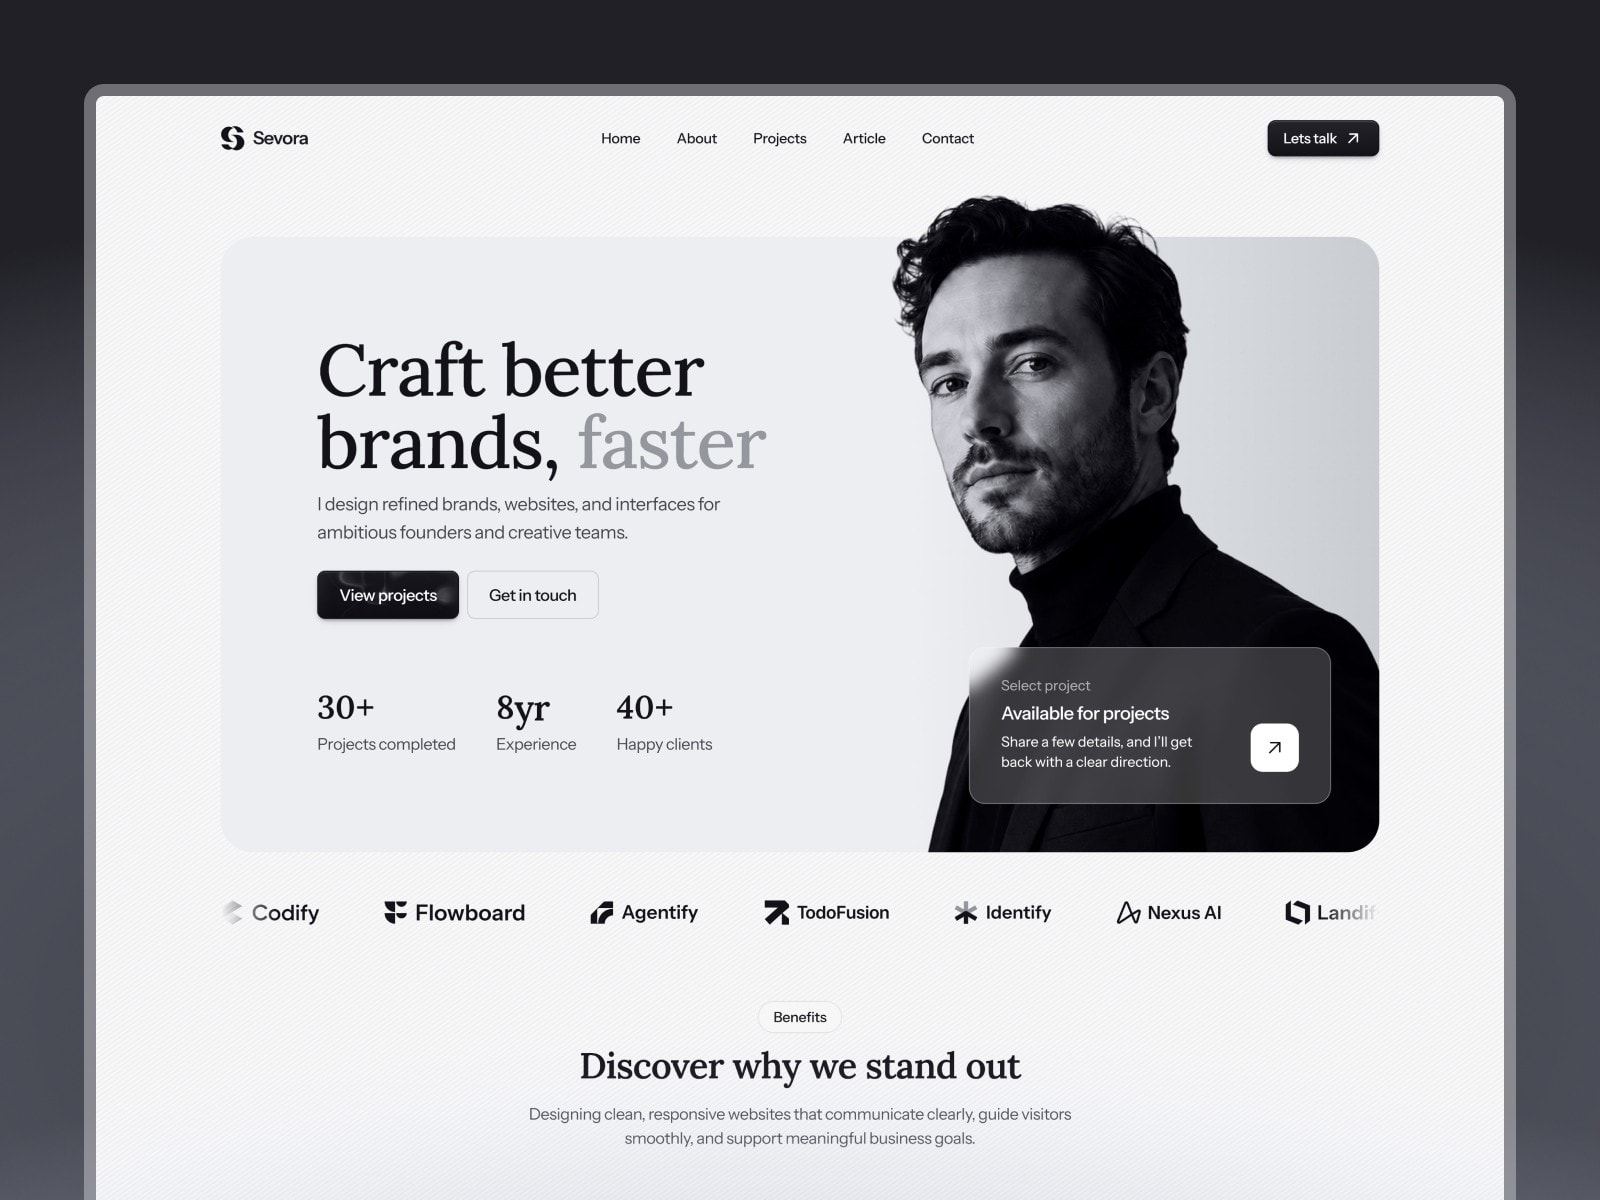 Sevora
Home
About
Projects
Article
Contact
Lets talk
Craft better
brands, faster
I design refined brands, websites, and interfaces for
ambitious founders and creative teams.
View projects
Get in touch
30+
Projects completed
8yr
Experience
40+
Happy clients
Select project
Available for projects
Share a few details, and I'll get
back with a clear direction.
Codify
Flowboard
Agentify
TodoFusion
Identify
Nexus AI
Landif
Benefits
Discover why we stand out
Designing clean, responsive websites that communicate clearly, guide visitors
smoothly, and support meaningful business goals.